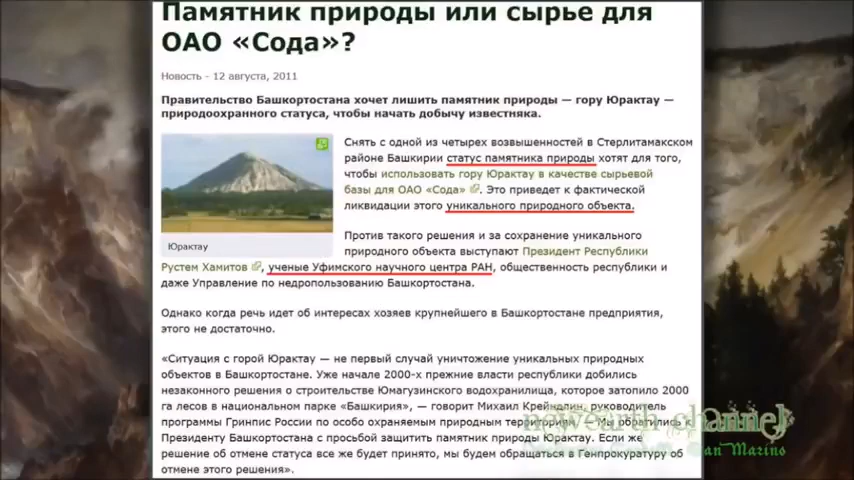 Памятник природы или сырье для
ОАО «Сода»?
Новость - 12 августа, 2011
Правительство Башкортостана хочет лишить памятник природы — гору Юрактау —
природоохранного статуса, чтобы начать добычу известняка.
Снять с одной из четырех возвышенностей в Стерлитамакском
районе Башкирии статус памятника природы хотят для того,
чтобы использовать гору Юрактау в качестве сырьевой
базы для ОАО «Сода» . Это приведет к фактической
ликвидации этого уникального природного объекта.
Юрактау
Против такого решения и за сохранение уникального
природного объекта выступают Президент Республики
Рустем Хамитов , ученые Уфимского научного центра РАН, общественность республики и
даже Управление по недропользованию Башкортостана.
Однако когда речь идет об интересах хозяев крупнейшего в Башкортостане предприятия,
этого не достаточно.
«Ситуация с горой Юрактау — не первый случай уничтожение уникальных природных
объектов в Башкортостане. Уже начале 2000-х прежние власти республики добились
незаконного решения о строительстве Юмагузинского водохранилища, которое затопило 2000
га лесов в национальном парке «Башкирия», — говорит Михаил Крейндлин, руководитель
программы Гринпис России по особо охраняемым природным территориям. — Мы обратились к
Президенту Башкортостана с просьбой защитить памятник природы Юрактау. Если же
решение об отмене статуса все же будет принято, мы будем обращаться в Генпрокуратуру об
отмене этого решения».
newearth channel
San Marino